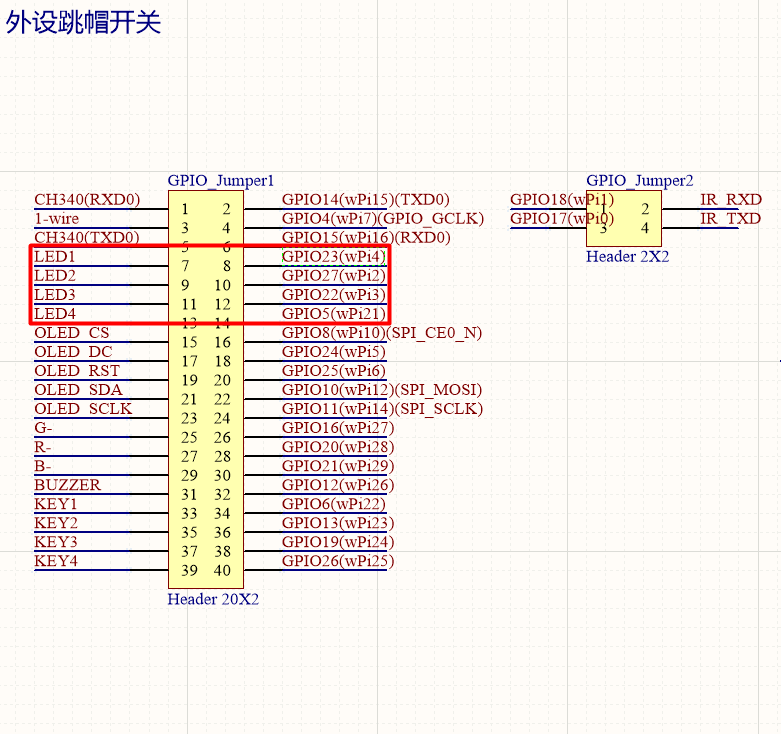 外设跳帽开关
GPIO_Jumper1
CH340(RXD0) 1 2 GPIO14(wPi15)(TXD0)
1-wire 3 4 GPIO4(wPi7)(GPIO_GCLK)
CH340(TXD0) 5 6 GPIO15(wPi16)(RXD0)
LED1 7 8 GPIO23(wPi4)
LED2 9 10 GPIO27(wPi2)
LED3 11 12 GPIO22(wPi3)
LED4 13 14 GPIO5(wPi21)
OLED_CS 15 16 GPIO8(wPi10)(SPI_CE0_N)
OLED_DC 17 18 GPIO24(wPi5)
OLED_RST 19 20 GPIO25(wPi6)
OLED_SDA 21 22 GPIO10(wPi12)(SPI_MOSI)
OLED_SCLK 23 24 GPIO11(wPi14)(SPI_SCLK)
G- 25 26 GPIO16(wPi27)
R- 27 28 GPIO20(wPi28)
B- 29 30 GPIO21(wPi29)
BUZZER 31 32 GPIO12(wPi26)
KEY1 33 34 GPIO6(wPi22)
KEY2 35 36 GPIO13(wPi23)
KEY3 37 38 GPIO19(wPi24)
KEY4 39 40 GPIO26(wPi25)
Header 20X2
GPIO_Jumper2
GPIO18(wPi1) 1 2 IR_RXD
GPIO17(wPi0) 3 4 IR_TXD
Header 2X2